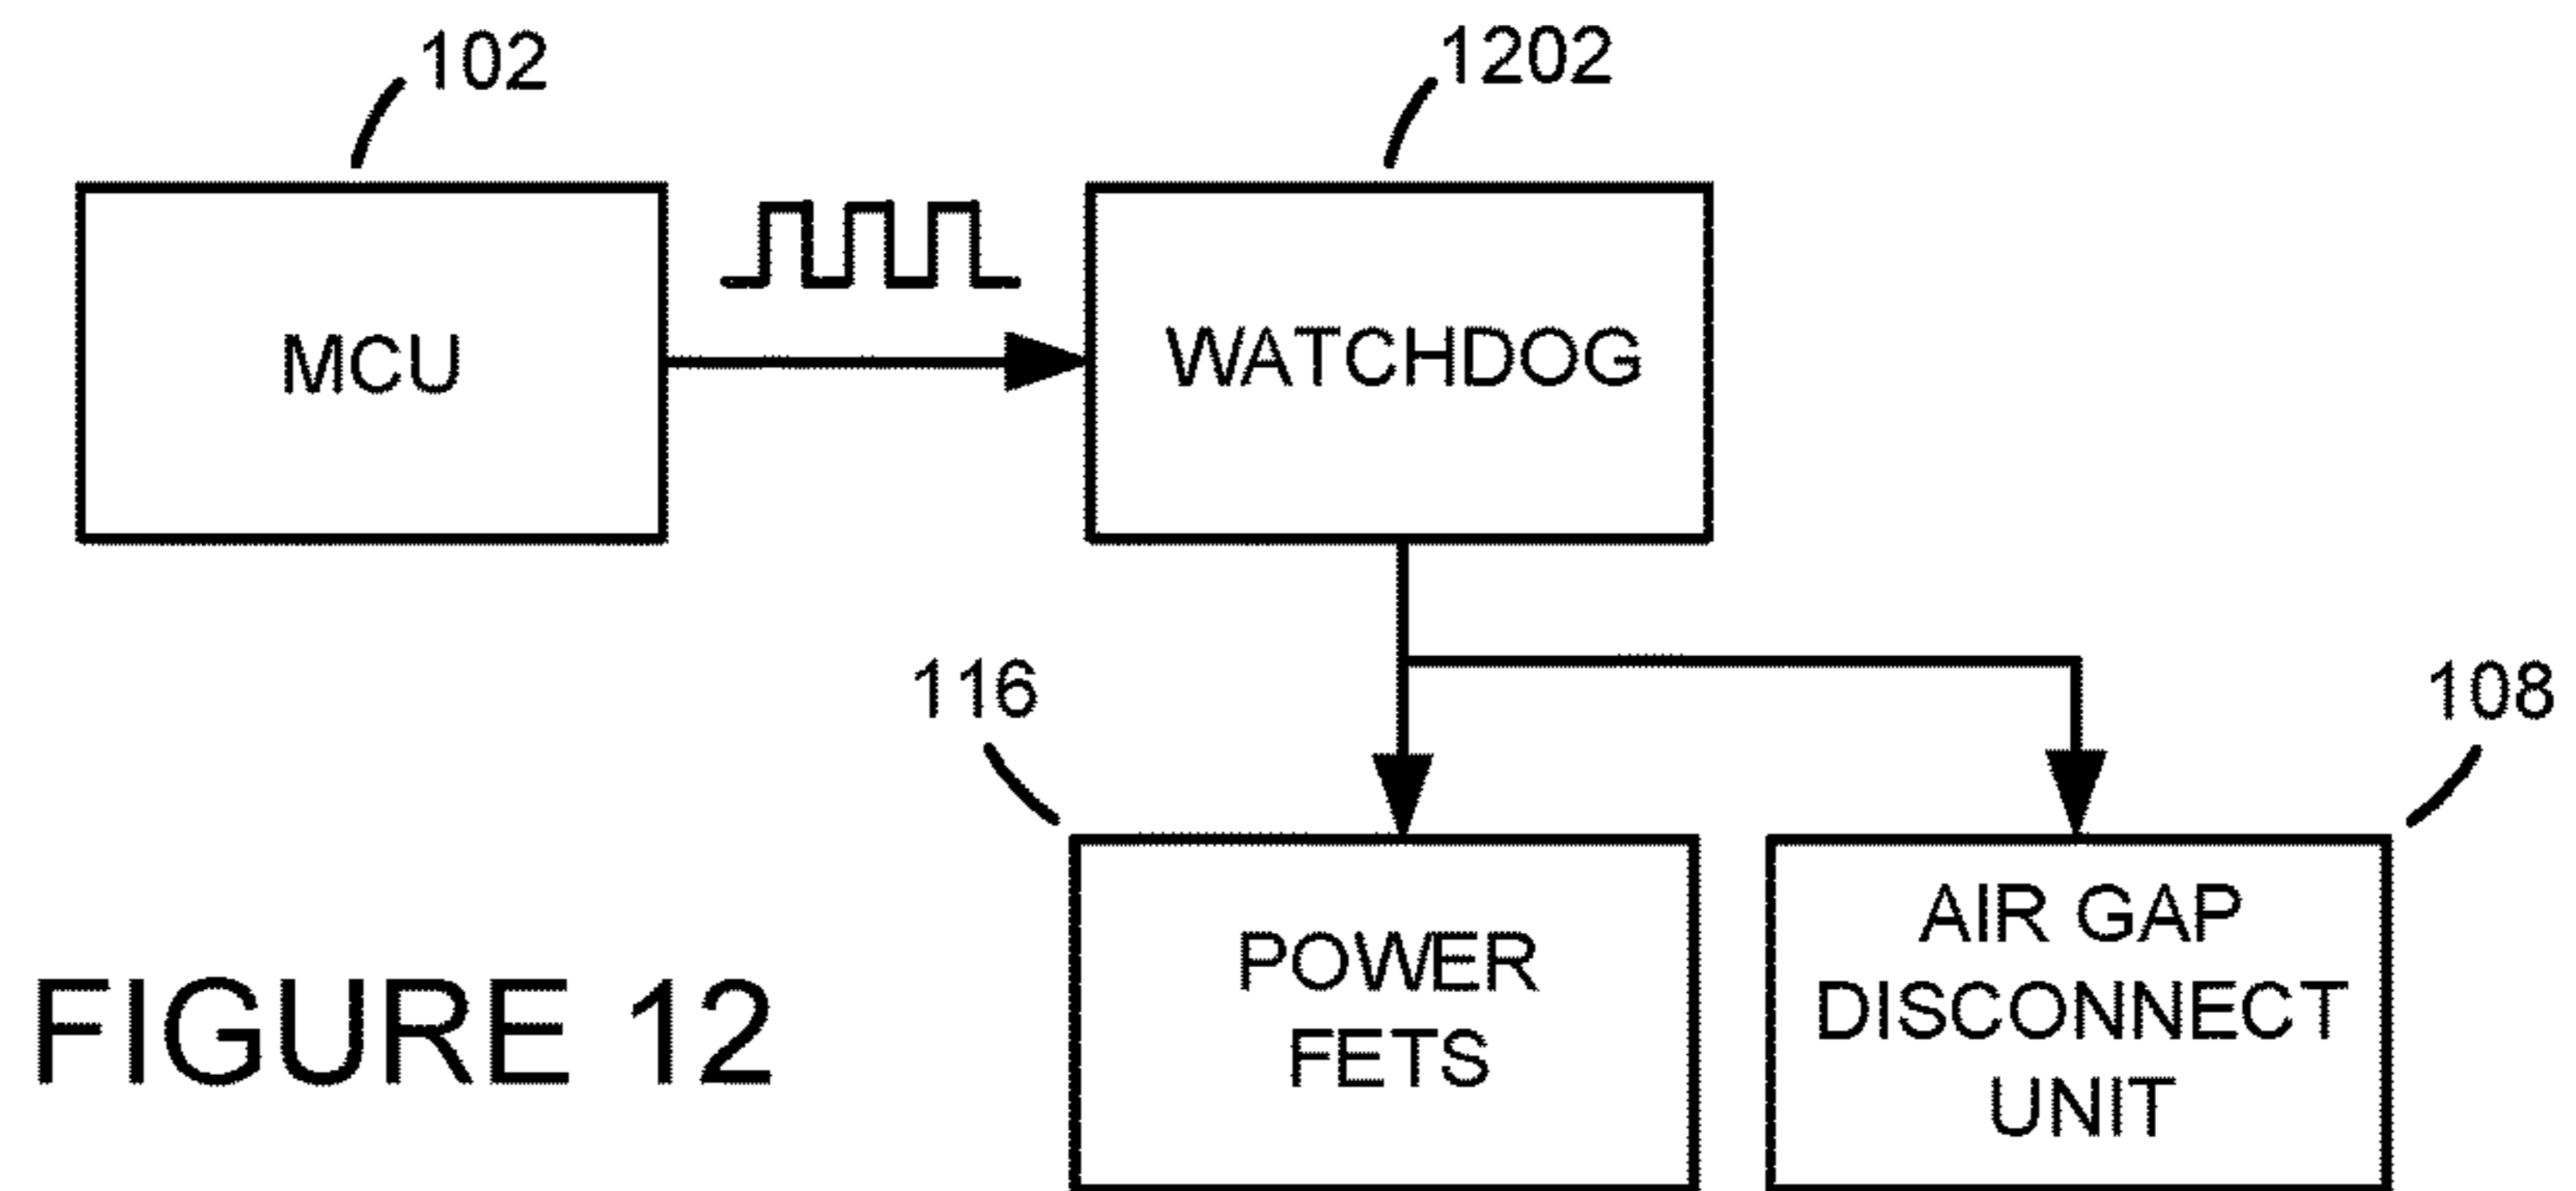 102
1202
MCU
WATCHDOG
116
108
POWER
FETS
AIR GAP
DISCONNECT
UNIT
FIGURE 12